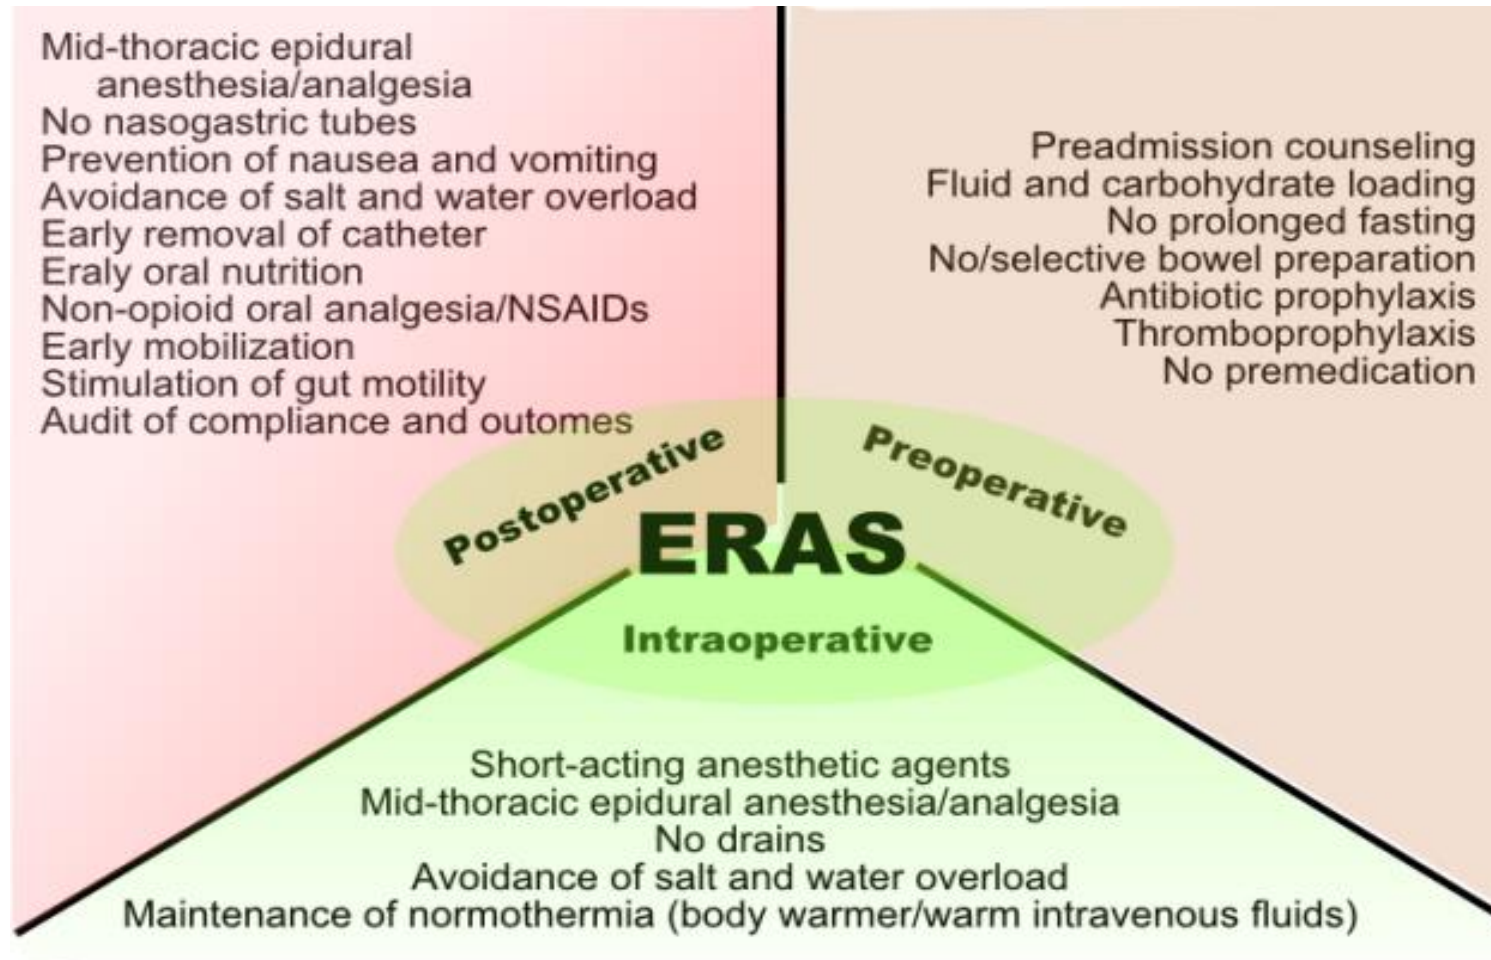 Mid-thoracic epidural
anesthesia/analgesia
No nasogastric tubes
Prevention of nausea and vomiting
Avoidance of salt and water overload
Early removal of catheter
Eraly oral nutrition
Non-opioid oral analgesia/NSAIDs
Early mobilization
Stimulation of gut motility
Audit of compliance and outcomes
Preadmission counseling
Fluid and carbohydrate loading
No prolonged fasting
No/selective bowel preparation
Antibiotic prophylaxis
Thromboprophylaxis
No premedication
Postoperative
Preoperative
ERAS
Intraoperative
Short-acting anesthetic agents
Mid-thoracic epidural anesthesia/analgesia
No drains
Avoidance of salt and water overload
Maintenance of normothermia (body warmer/warm intravenous fluids)